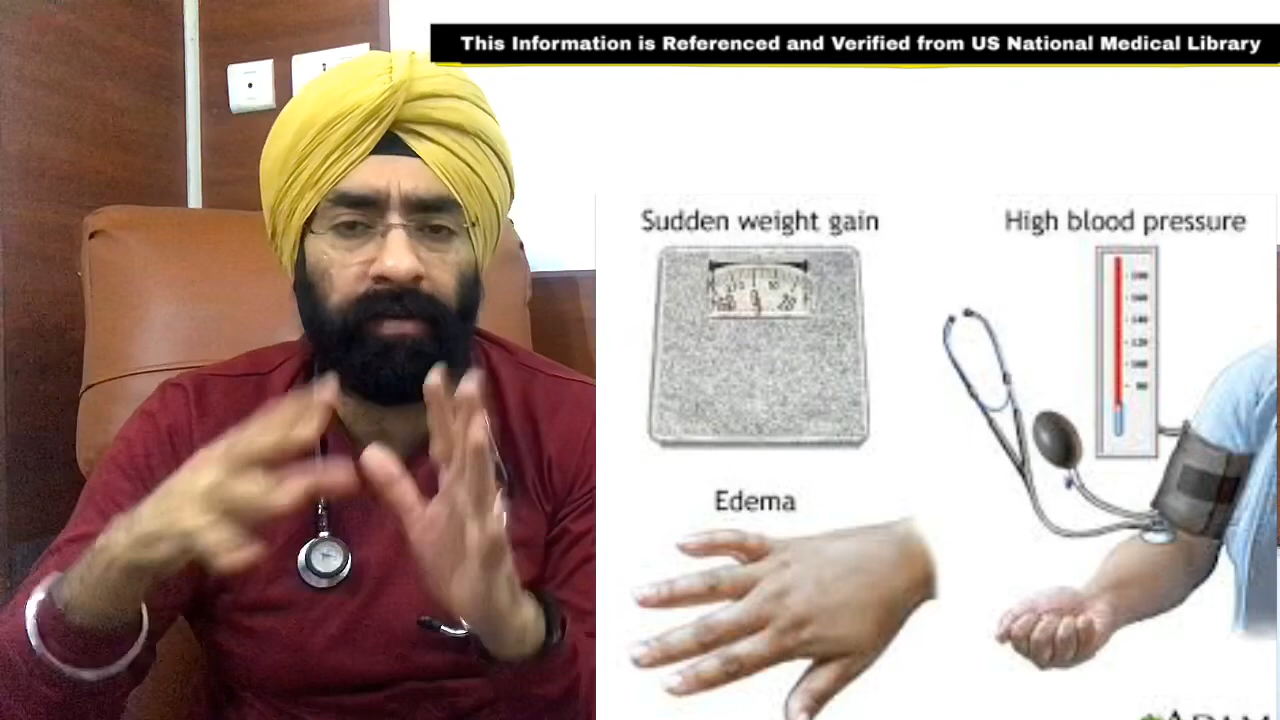 This Information is Referenced and Verified from US National Medical Library
Sudden weight gain
High blood pressure
Edema